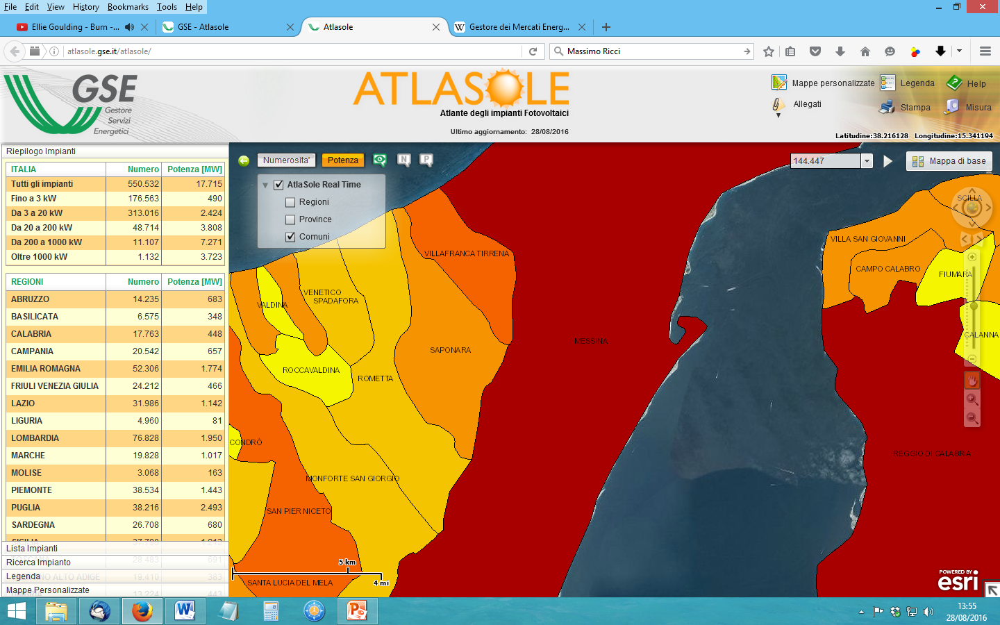 File Edit View History Bookmarks Tools Help
Ellie Goulding - Burn -...
GSE - Atlasole
Atlasole
Gestore dei Mercati Energ...
atlasole.gse.it/atlasole/
Massimo Ricci
GSE
Gestore
Servizi
Energetici
ATLASOLE
Atlante degli impianti Fotovoltaici
Ultimo aggiornamento: 28/08/2016
Mappe personalizzate
Legenda
Help
Allegati
Stampa
Misura
Latitudine:38.216128 Longitudine:15.341194
Riepilogo Impianti
ITALIA Numero Potenza [MW]
Tutti gli impianti 550.532 17.715
Fino a 3 kW 176.563 490
Da 3 a 20 kW 313.016 2.424
Da 20 a 200 kW 48.714 3.808
Da 200 a 1000 kW 11.107 7.271
Oltre 1000 kW 1.132 3.723
REGIONI Numero Potenza [MW]
ABRUZZO 14.235 683
BASILICATA 6.575 348
CALABRIA 17.763 448
CAMPANIA 20.542 657
EMILIA ROMAGNA 52.306 1.774
FRIULI VENEZIA GIULIA 24.212 466
LAZIO 31.986 1.142
LIGURIA 4.960 81
LOMBARDIA 76.828 1.950
MARCHE 19.828 1.017
MOLISE 3.068 163
PIEMONTE 38.534 1.443
PUGLIA 38.216 2.493
SARDEGNA 26.708 680
Lista Impianti
28.483 691
Ricerca Impianto
Legenda
ALTO ADIGE 19.410 383
Mappe Personalizzate
13.224 443
Numerosita'
Potenza
N
P
AtlaSole Real Time
Regioni
Province
Comuni
144.447
Mappa di base
SCILLA
VILLA SAN GIOVANNI
VILLAFRANCA TIRRENA
CAMPO CALABRO
FIUMARA
VENETICO
SPADAFORA
VALDINA
CALANNA
MESSINA
SAPONARA
ROCCAVALDINA
ROMETTA
CONDRÒ
REGGIO DI CALABRIA
MONFORTE SAN GIORGIO
SAN PIER NICETO
5 km
4 mi
SANTA LUCIA DEL MELA
POWERED BY
esri
13:55
28/08/2016